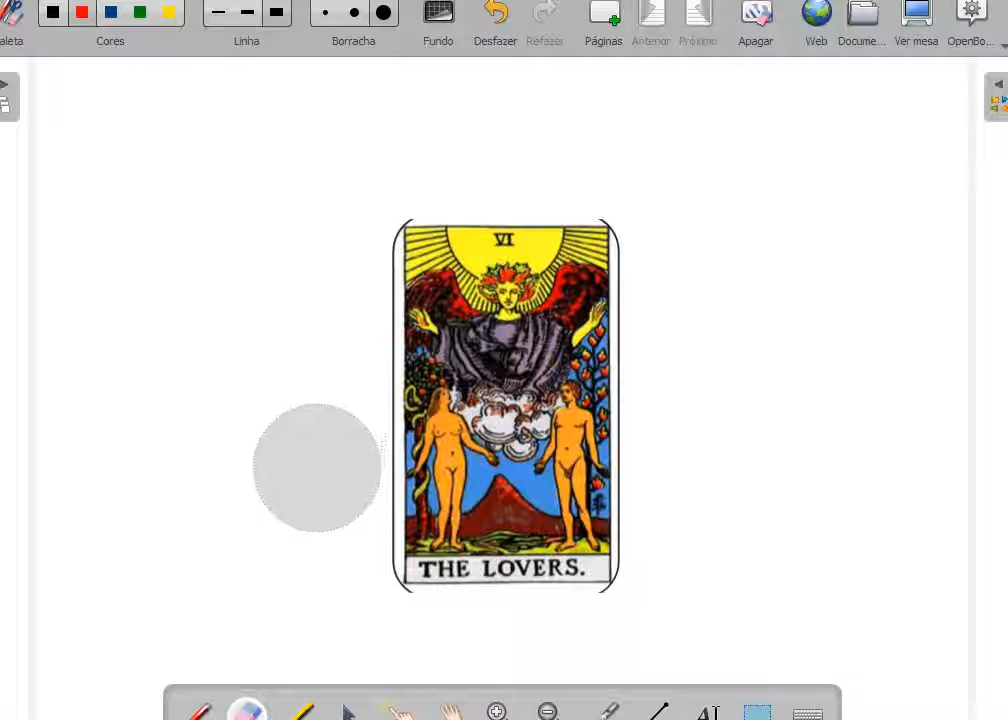 aleta
Cores
Linha
Borracha
Fundo
Desfazer
Refazer
Páginas
Anterior
Próximo
Apagar
Web
Docume...
Ver mesa
OpenBo...
VI
THE LOVERS.